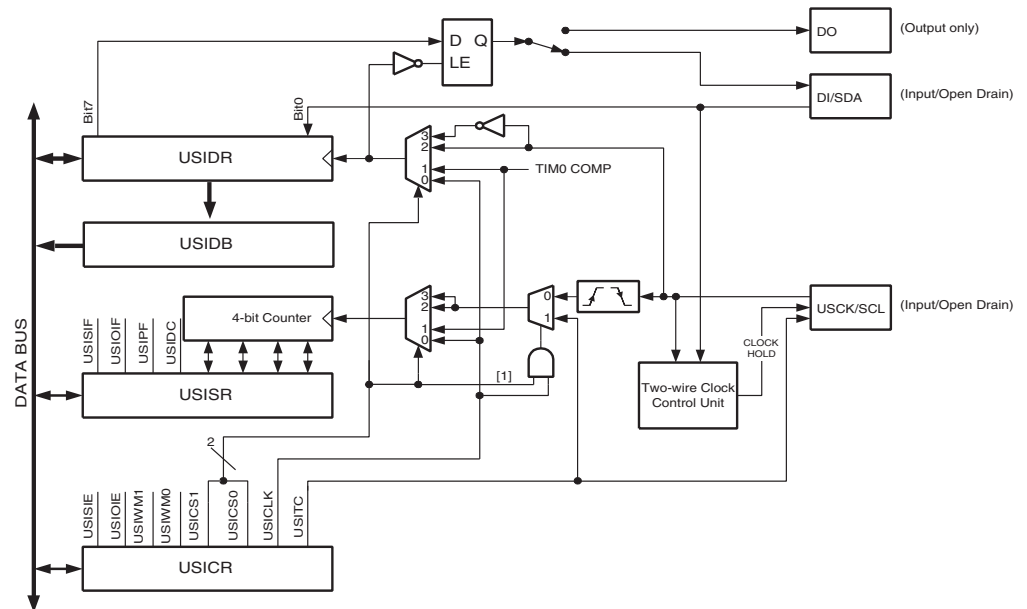 DO (Output only)
D Q
LE
DI/SDA (Input/Open Drain)
Bit7
Bit0
3
2
1
0
TIM0 COMP
USIDR
USIDB
DATA BUS
4-bit Counter
USISIF
USIOIF
USIPF
USIDC
3
2
1
0
0
1
[1]
USISR
USCK/SCL (Input/Open Drain)
CLOCK
HOLD
Two-wire Clock
Control Unit
2
USISIE
USIOIE
USIWM1
USIWM0
USICS1
USICS0
USICLK
USITC
USICR